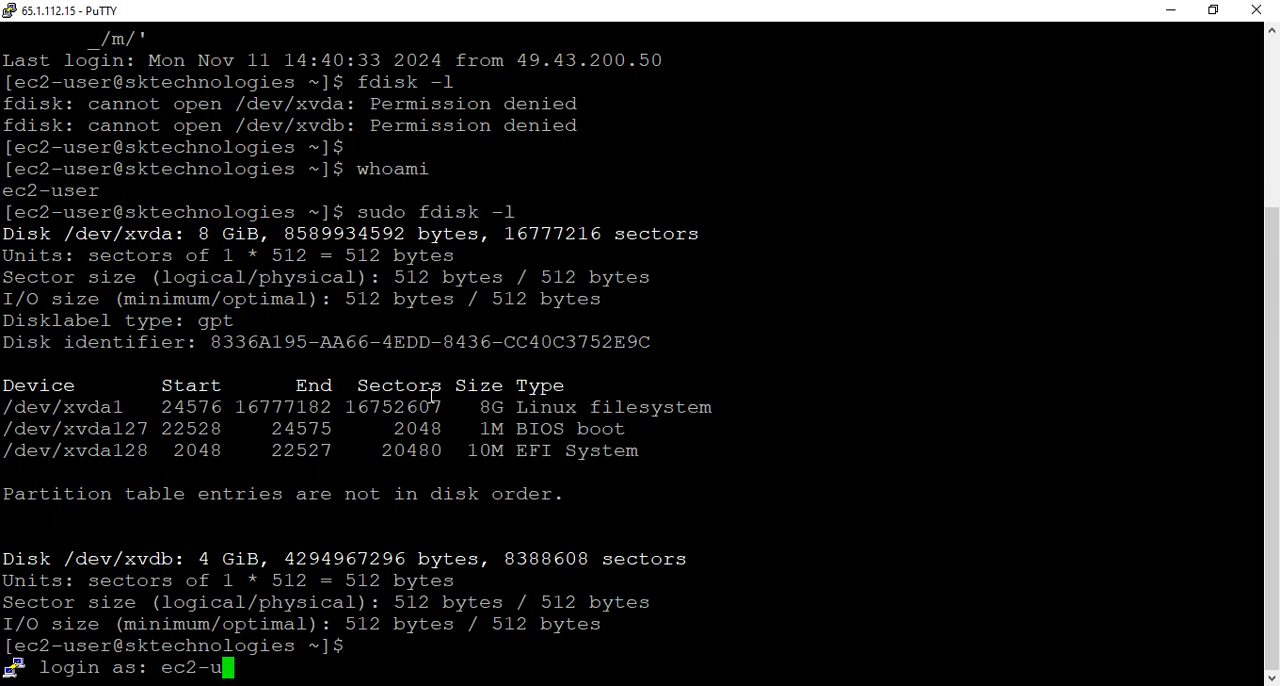 65.1.112.15 - PuTTY
_/m/'
Last login: Mon Nov 11 14:40:33 2024 from 49.43.200.50
[ec2-user@sktechnologies ~]$ fdisk -l
fdisk: cannot open /dev/xvda: Permission denied
fdisk: cannot open /dev/xvdb: Permission denied
[ec2-user@sktechnologies ~]$
[ec2-user@sktechnologies ~]$ whoami
ec2-user
[ec2-user@sktechnologies ~]$ sudo fdisk -l
Disk /dev/xvda: 8 GiB, 8589934592 bytes, 16777216 sectors
Units: sectors of 1 * 512 = 512 bytes
Sector size (logical/physical): 512 bytes / 512 bytes
I/O size (minimum/optimal): 512 bytes / 512 bytes
Disklabel type: gpt
Disk identifier: 8336A195-AA66-4EDD-8436-CC40C3752E9C
Device       Start      End  Sectors Size Type
/dev/xvda1   24576 16777182 16752607   8G Linux filesystem
/dev/xvda127 22528    24575     2048   1M BIOS boot
/dev/xvda128  2048    22527    20480  10M EFI System
Partition table entries are not in disk order.
Disk /dev/xvdb: 4 GiB, 4294967296 bytes, 8388608 sectors
Units: sectors of 1 * 512 = 512 bytes
Sector size (logical/physical): 512 bytes / 512 bytes
I/O size (minimum/optimal): 512 bytes / 512 bytes
[ec2-user@sktechnologies ~]$
login as: ec2-u